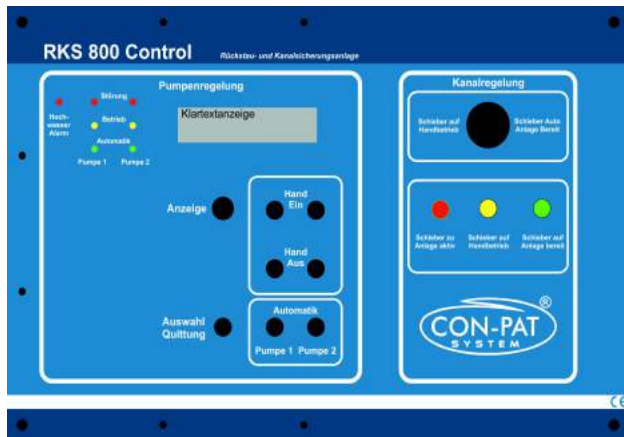 RKS 800 Control
Rückstau- und Kanalsicherungsanlage
Pumpenregelung
Störung
Hoch-
wasser
Alarm
Betrieb
Automatik
Pumpe 1 Pumpe 2
Klartextanzeige
Anzeige
Hand
Ein
Hand
Aus
Auswahl
Quittung
Automatik
Pumpe 1 Pumpe 2
Kanalregelung
Schieber auf
Handbetrieb
Schieber Auto
Anlage Bereit
Schieber zu
Anlage aktiv
Schieber auf
Handbetrieb
Schieber auf
Anlage bereit
CON-PAT®
SYSTEM
CE